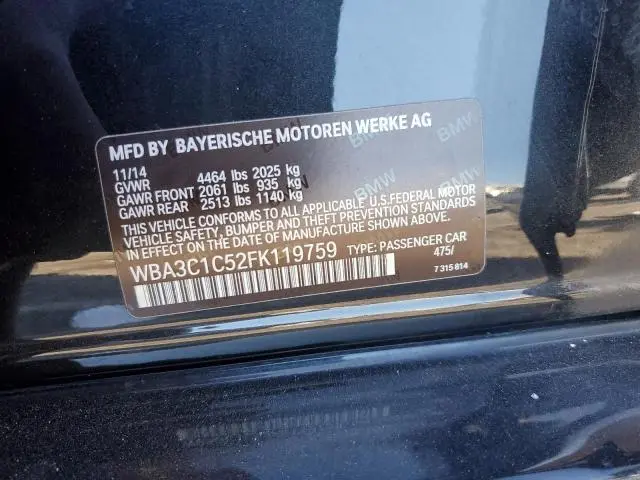 MFD BY BAYERISCHE MOTOREN WERKE AG
11/14
GVWR 4464 lbs 2025 kg
GAWR FRONT 2061 lbs 935 kg
GAWR REAR 2513 lbs 1140 kg
THIS VEHICLE CONFORMS TO ALL APPLICABLE U.S.FEDERAL MOTOR
VEHICLE SAFETY, BUMPER, AND THEFT PREVENTION STANDARDS
IN EFFECT ON THE DATE OF MANUFACTURE SHOWN ABOVE.
WBA3C1C52FK119759 TYPE: PASSENGER CAR
475/
7 315 814
BMW
BMW
BMW